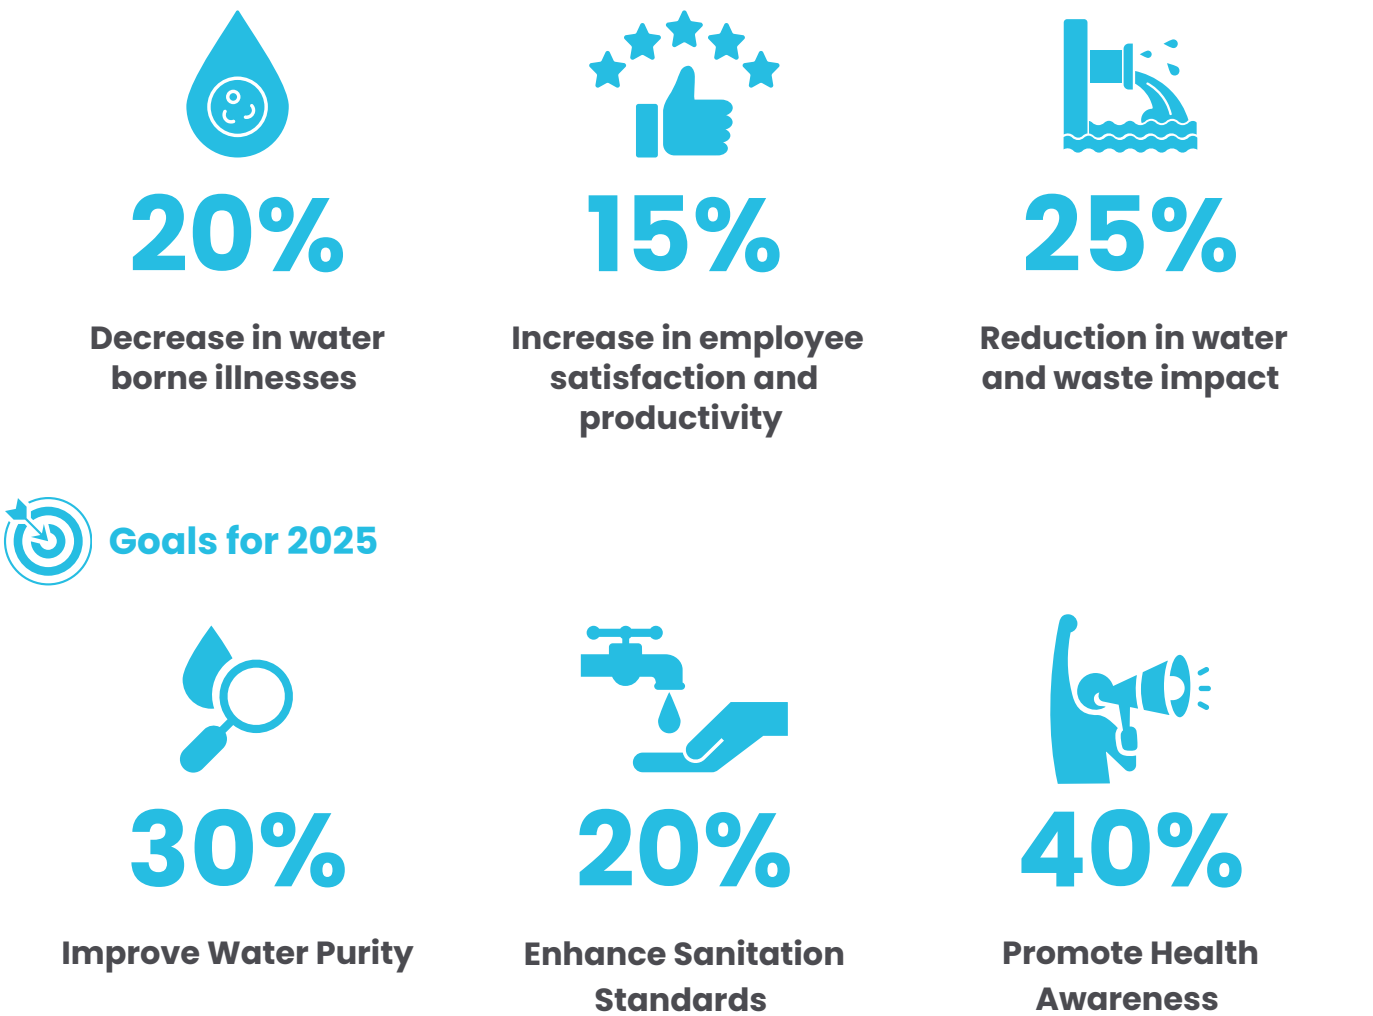 20%
15%
25%
Decrease in water
borne illnesses
Increase in employee
satisfaction and
productivity
Reduction in water
and waste impact
Goals for 2025
30%
20%
40%
Improve Water Purity
Enhance Sanitation
Standards
Promote Health
Awareness